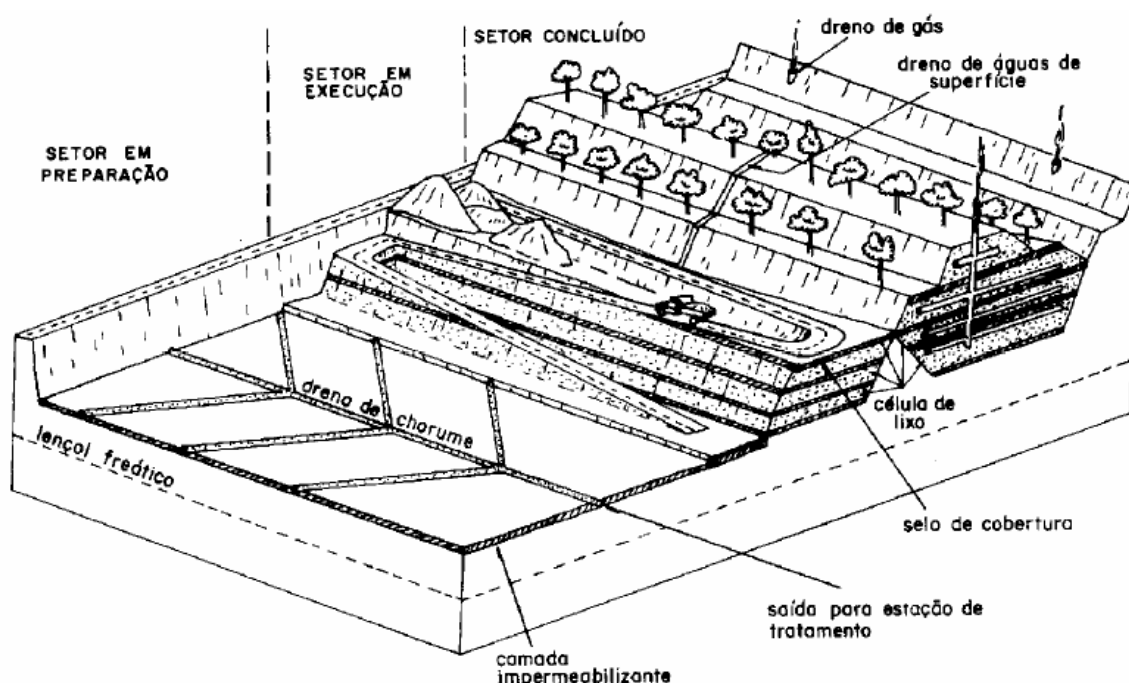 SETOR EM
PREPARAÇÃO
SETOR EM
EXECUÇÃO
SETOR CONCLUÍDO
dreno de gás
dreno de águas de
superfície
dreno de chorume
lençol freático
célula de
lixo
selo de cobertura
saída para estação de
tratamento
camada
impermeabilizante